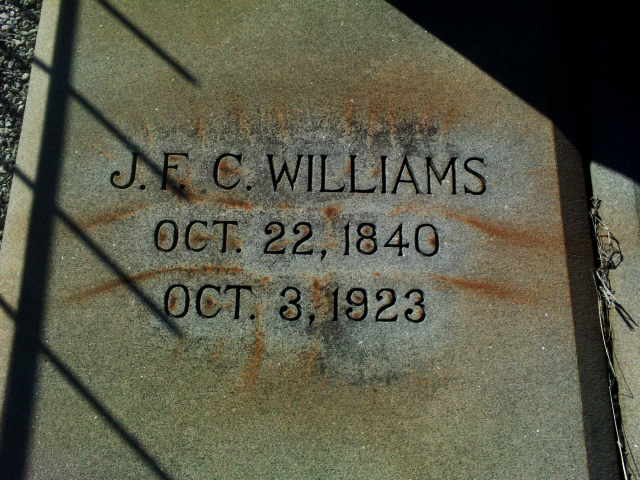 J. F. C. WILLIAMS
OCT. 22, 1840
OCT. 3, 1923